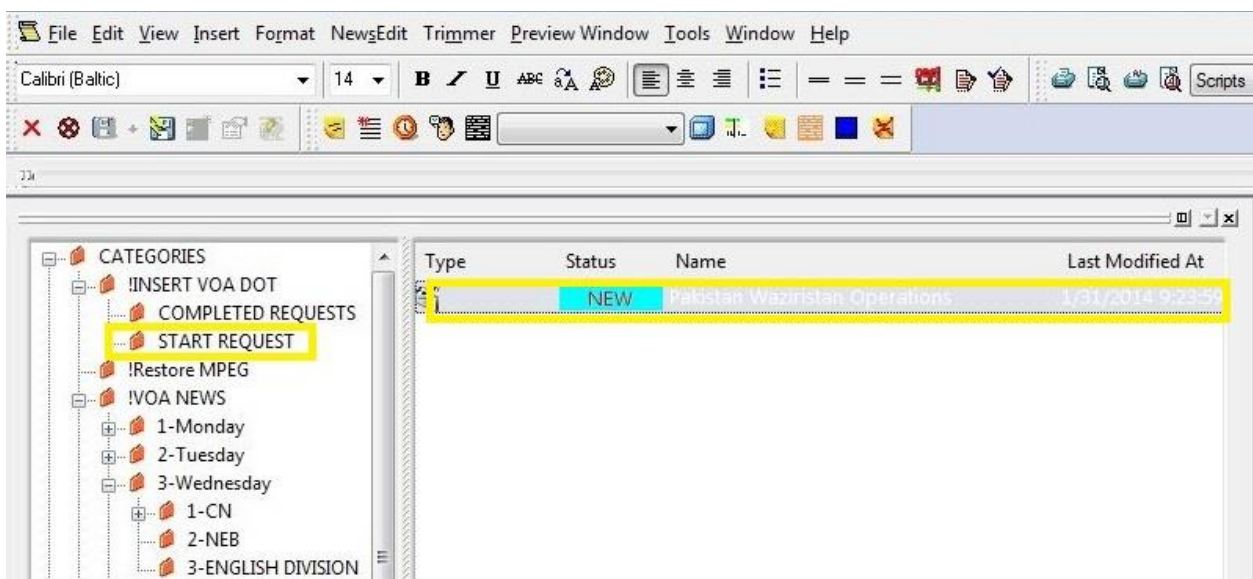 File Edit View Insert Format NewsEdit Trimmer Preview Window Tools Window Help
Calibri (Baltic) 14 B I U ABC Scripts
CATEGORIES
!INSERT VOA DOT
COMPLETED REQUESTS
START REQUEST
!Restore MPEG
!VOA NEWS
1-Monday
2-Tuesday
3-Wednesday
1-CN
2-NEB
3-ENGLISH DIVISION
Type Status Name Last Modified At
NEW Pakistan Waziristan Operations 1/31/2014 9:23:59